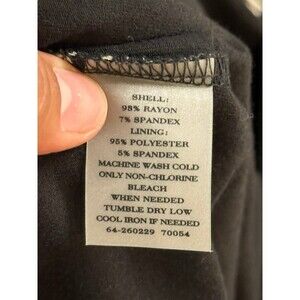 SHELL:
93% RAYON
7% SPANDEX
LINING:
95% POLYESTER
5% SPANDEX
MACHINE WASH COLD
ONLY NON-CHLORINE
BLEACH
WHEN NEEDED
TUMBLE DRY LOW
COOL IRON IF NEEDED
64-260229 70054